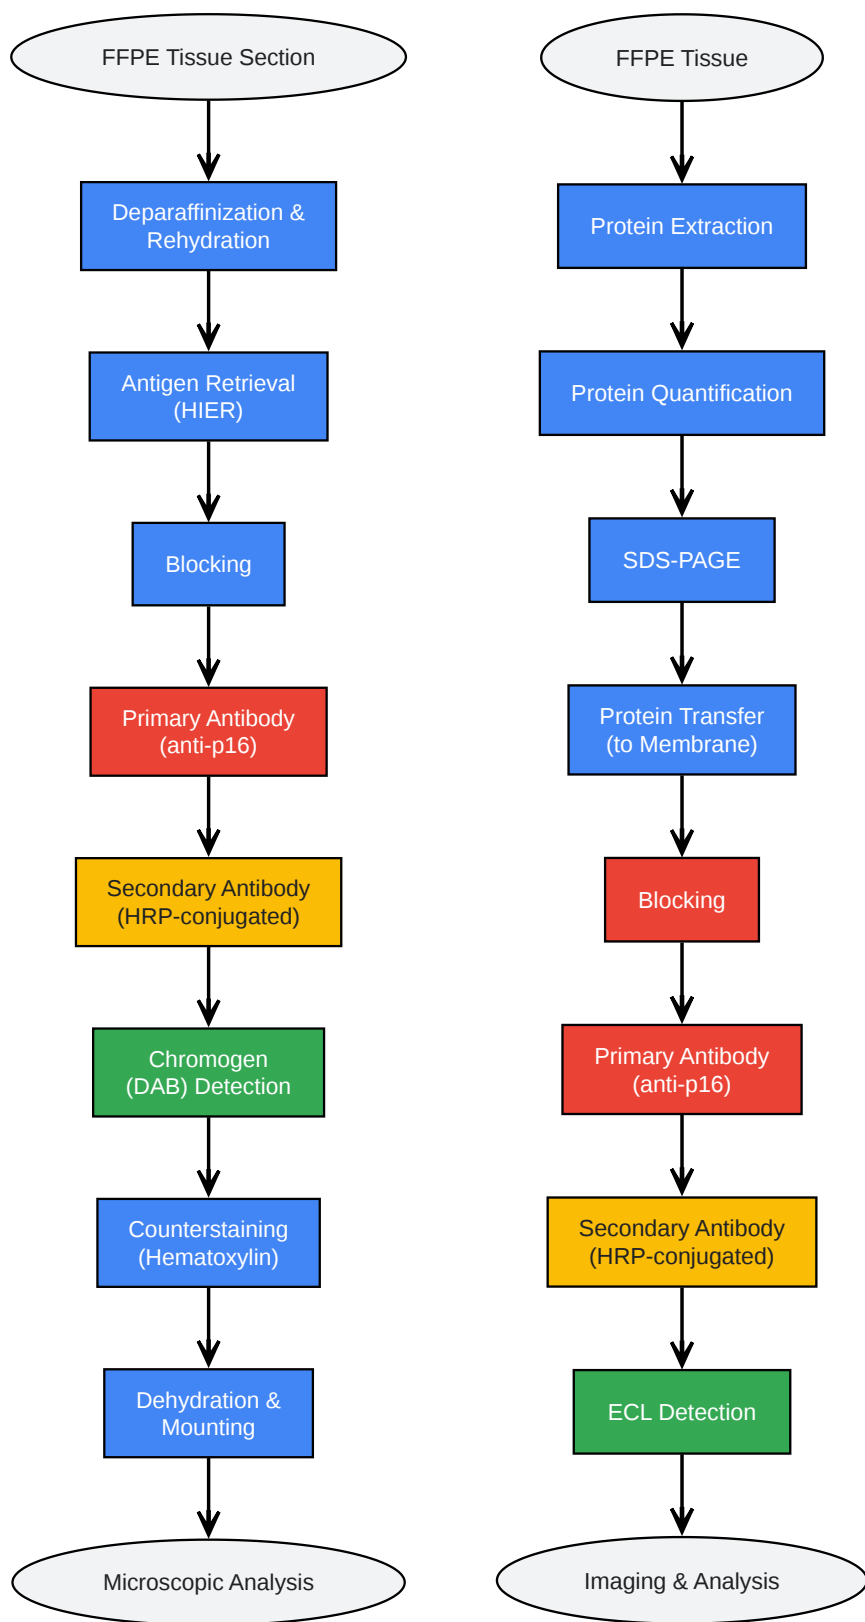 FFPE Tissue Section
Deparaffinization &
Rehydration
Antigen Retrieval
(HIER)
Blocking
Primary Antibody
(anti-p16)
Secondary Antibody
(HRP-conjugated)
Chromogen
(DAB) Detection
Counterstaining
(Hematoxylin)
Dehydration &
Mounting
Microscopic Analysis
FFPE Tissue
Protein Extraction
Protein Quantification
SDS-PAGE
Protein Transfer
(to Membrane)
Blocking
Primary Antibody
(anti-p16)
Secondary Antibody
(HRP-conjugated)
ECL Detection
Imaging & Analysis